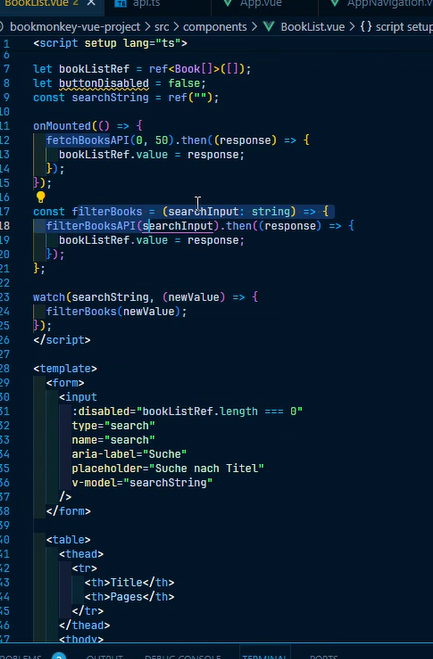 BookList.vue 2
api.ts
App.vue
AppNavigation.v
bookmonkey-vue-project > src > components > BookList.vue > {} script setup
1 <script setup lang="ts">
6
7 let bookListRef = ref<Book[]>([]);
8 let buttonDisabled = false;
9 const searchString = ref("");
10
11 onMounted(() => {
12 fetchBooksAPI(0, 50).then((response) => {
13 bookListRef.value = response;
14 });
15 });
16
17 const filterBooks = (searchInput: string) => {
18 filterBooksAPI(searchInput).then((response) => {
19 bookListRef.value = response;
20 });
21 };
22
23 watch(searchString, (newValue) => {
24 filterBooks(newValue);
25 });
26 </script>
27
28 <template>
29 <form>
30 <input
31 :disabled="bookListRef.length === 0"
32 type="search"
33 name="search"
34 aria-label="Suche"
35 placeholder="Suche nach Titel"
36 v-model="searchString"
37 />
38 </form>
39
40 <table>
41 <thead>
42 <tr>
43 <th>Title</th>
44 <th>Pages</th>
45 </tr>
46 </thead>
47 <tbody>
PROBLEMS 2 OUTPUT DEBUG CONSOLE TERMINAL PORTS